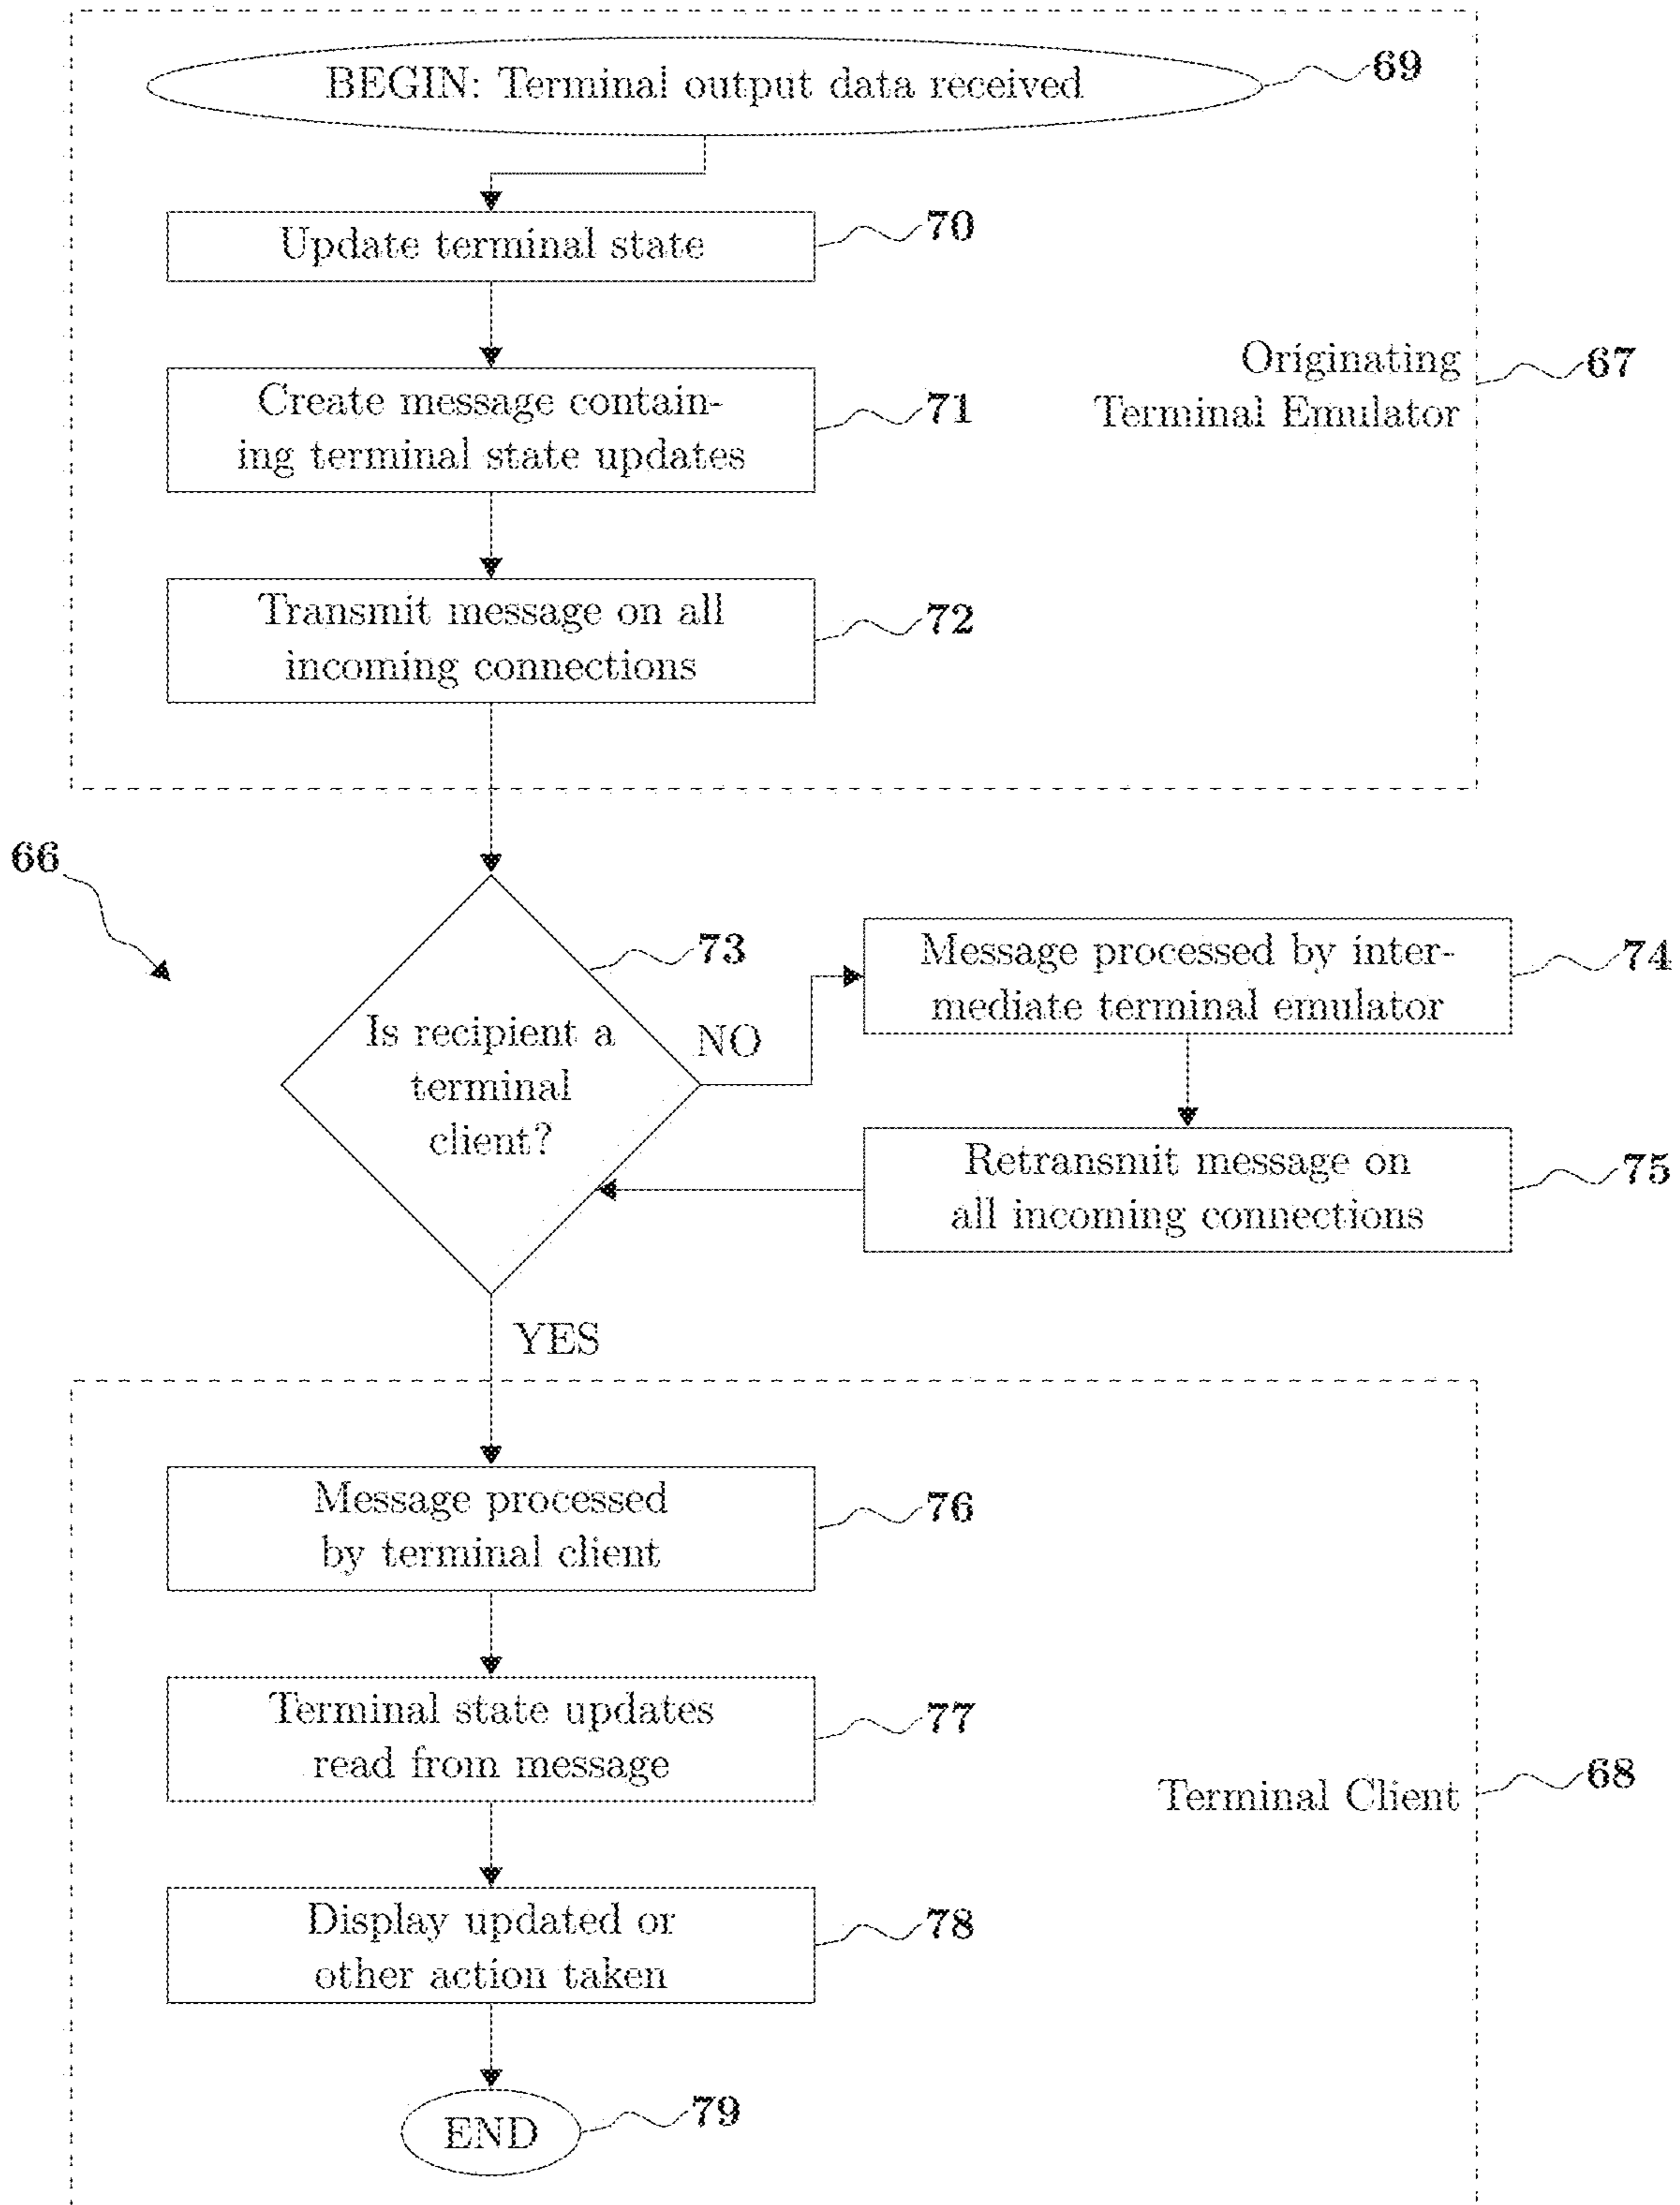 BEGIN: Terminal output data received
69
Update terminal state
70
Create message contain-
ing terminal state updates
71
Originating
Terminal Emulator
67
Transmit message on all
incoming connections
72
66
Is recipient a
terminal
client?
73
NO
Message processed by inter-
mediate terminal emulator
74
Retransmit message on
all incoming connections
75
YES
Message processed
by terminal client
76
Terminal state updates
read from message
77
Terminal Client
68
Display updated or
other action taken
78
END
79